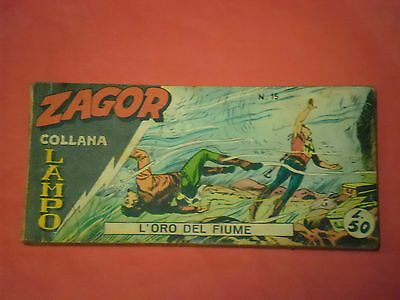 ZAGOR
N. 15
COLLANA
LAMPO
L'ORO DEL FIUME
L.
50